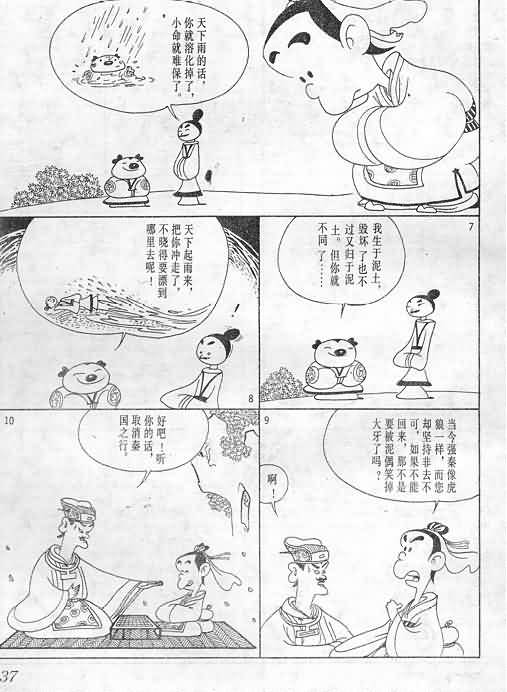 天下雨的话，
你就溶化掉了，
小命就难保了。
7
我生于泥土，
毁坏了也不
过又归于泥
土。但你就
不同了……
天下起雨来，
把你冲走了，
不晓得要漂到
哪里去呢！
!
8
9
当今强秦像虎
狼一样，而您
却坚持非去不
可，如果不能
回来，那不是
要被泥偶笑掉
大牙了吗？
啊！
10
好吧！听
你的话，
取消秦
国之行。
37